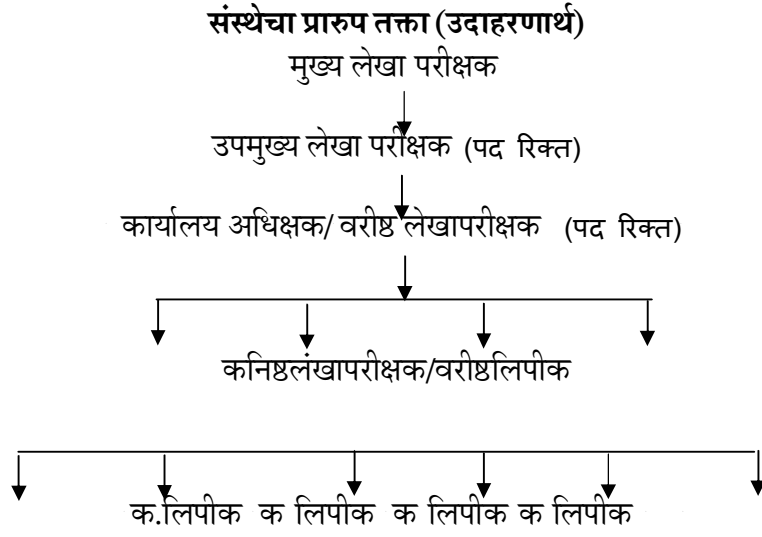 संस्थेचा प्रारुप तक्ता (उदाहरणार्थ)
मुख्य लेखा परीक्षक
उपमुख्य लेखा परीक्षक (पद रिक्त)
कार्यालय अधिक्षक/ वरीष्ठ लेखापरीक्षक (पद रिक्त)
कनिष्ठलंखापरीक्षक/वरीष्ठलिपीक
क.लिपीक क लिपीक क लिपीक क लिपीक